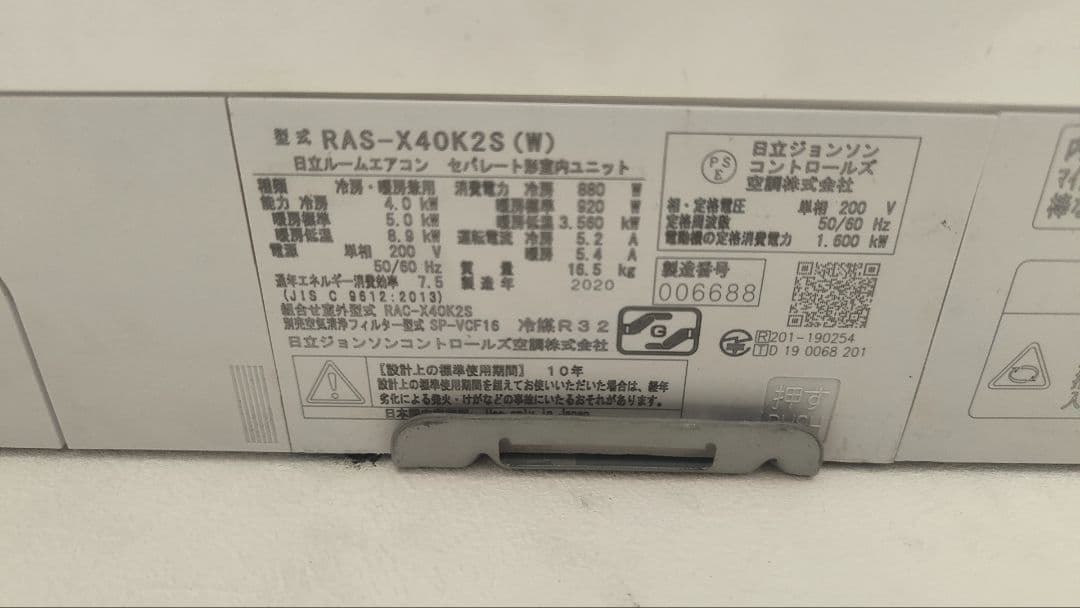 型式 RAS-X40K2S(W)
日立ルームエアコン セパレート形室内ユニット
種類 冷房・暖房兼用
能力 冷房 4.0 kW
暖房標準 5.0 kW
暖房低温 8.9 kW
電源 単相 200 V
50/60 Hz
通年エネルギー消費効率 7.5
(JIS C 9612:2013)
消費電力 冷房 880 W
暖房標準 920 W
暖房低温 3.560 kW
運転電流 冷房 5.2 A
暖房 5.4 A
質量 16.5 kg
製造年 2020
組合せ室外型式 RAC-X40K2S
別売空気清浄フィルター型式 SP-VCF16 冷媒R32
日立ジョンソンコントロールズ空調株式会社
G
【設計上の標準使用期間】 10年
設計上の標準使用期間を超えてお使いいただいた場合は、経年
劣化による発火・けがなどの事故にいたるおそれがあります。
Use only in Japan
PSE
日立ジョンソン
コントロールズ
空調株式会社
相・定格電圧 単相 200 V
定格周波数 50/60 Hz
電動機の定格消費電力 1.600 kW
製造番号
006688
R 201-190254
T D 19 0068 201
押す
PUSH